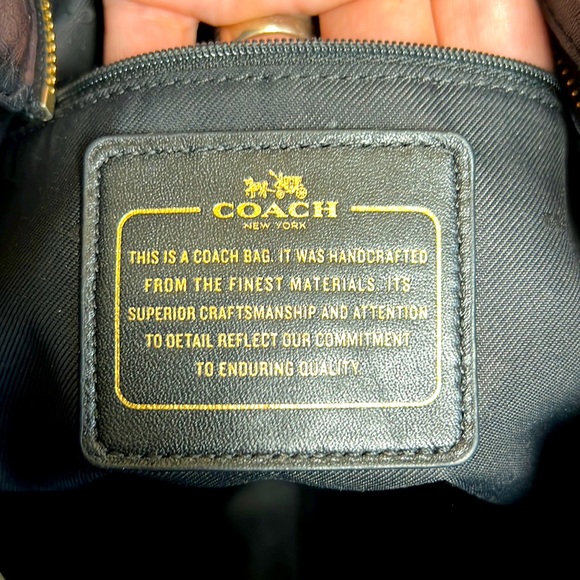 COACH
NEW YORK
THIS IS A COACH BAG. IT WAS HANDCRAFTED
FROM THE FINEST MATERIALS. ITS
SUPERIOR CRAFTSMANSHIP AND ATTENTION
TO DETAIL REFLECT OUR COMMITMENT
TO ENDURING QUALITY.